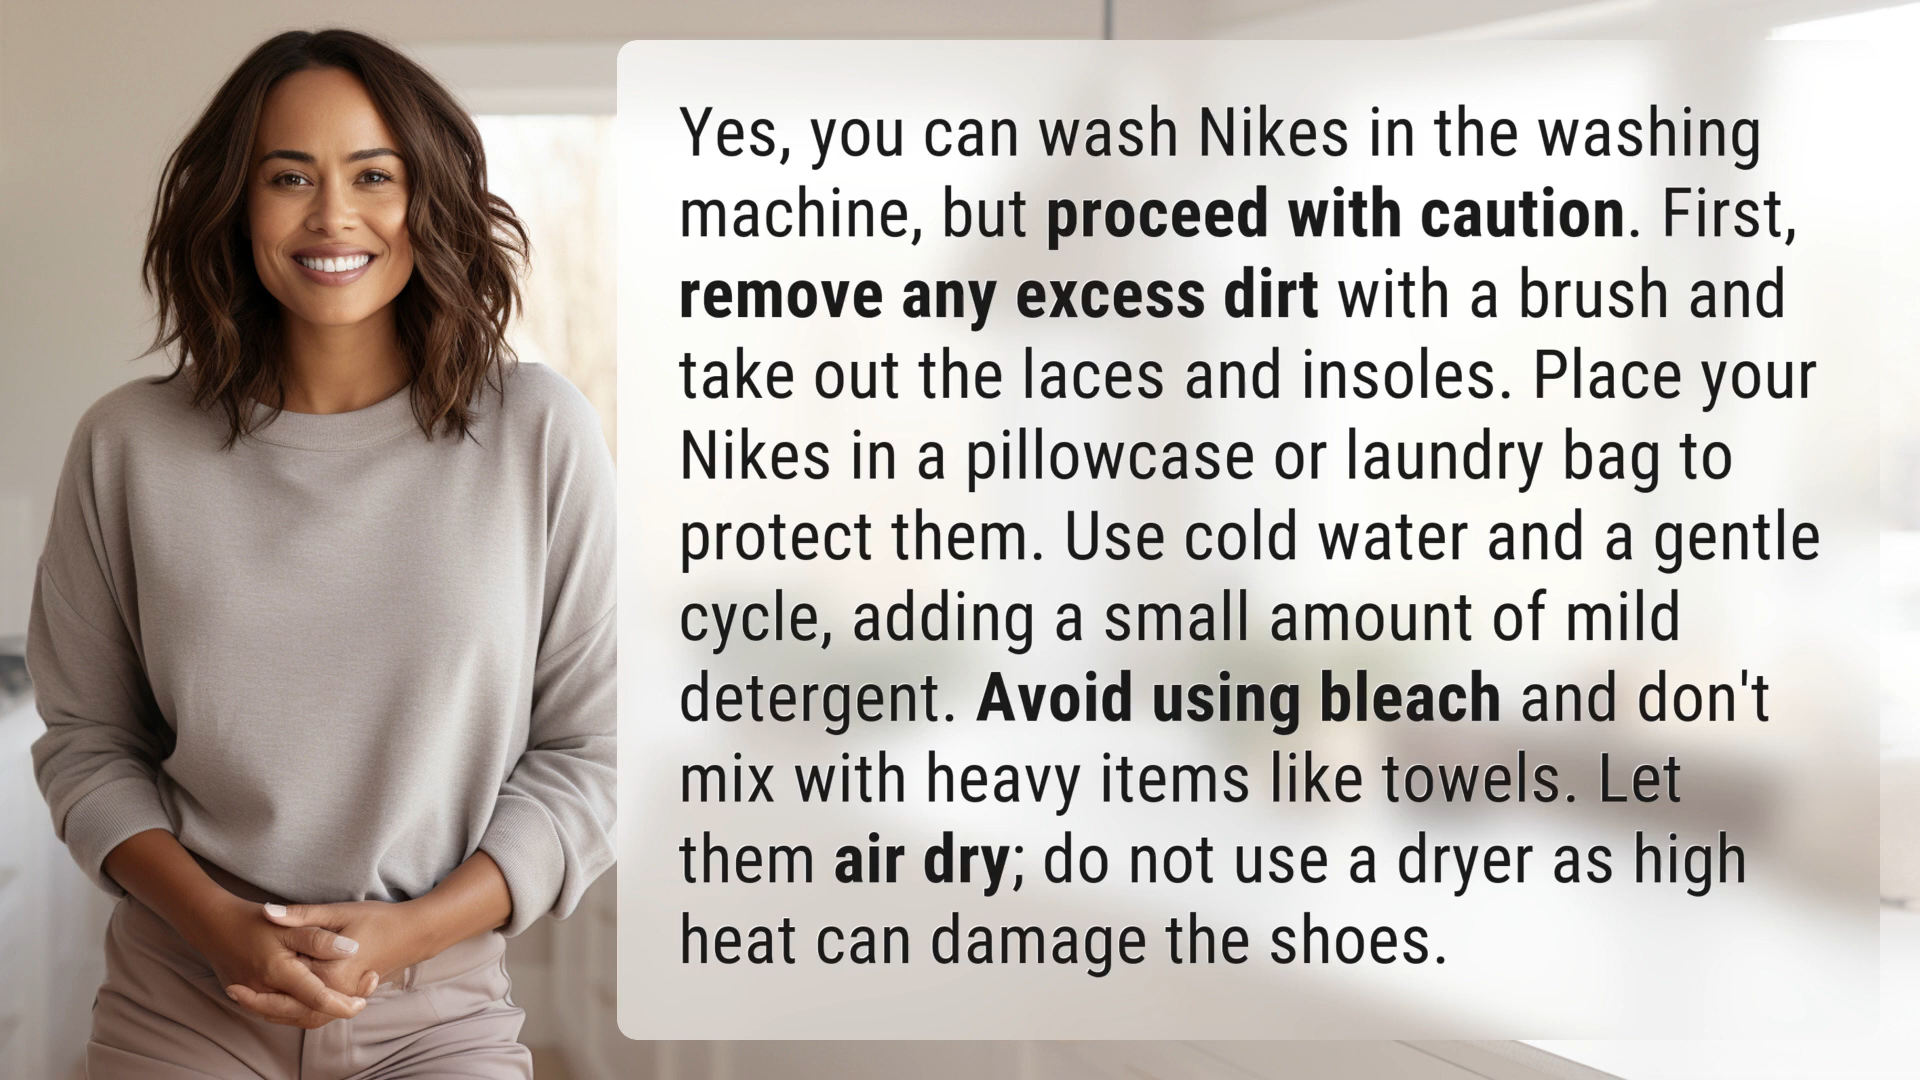 Yes, you can wash Nikes in the washing
machine, but proceed with caution. First,
remove any excess dirt with a brush and
take out the laces and insoles. Place your
Nikes in a pillowcase or laundry bag to
protect them. Use cold water and a gentle
cycle, adding a small amount of mild
detergent. Avoid using bleach and don't
mix with heavy items like towels. Let
them air dry; do not use a dryer as high
heat can damage the shoes.